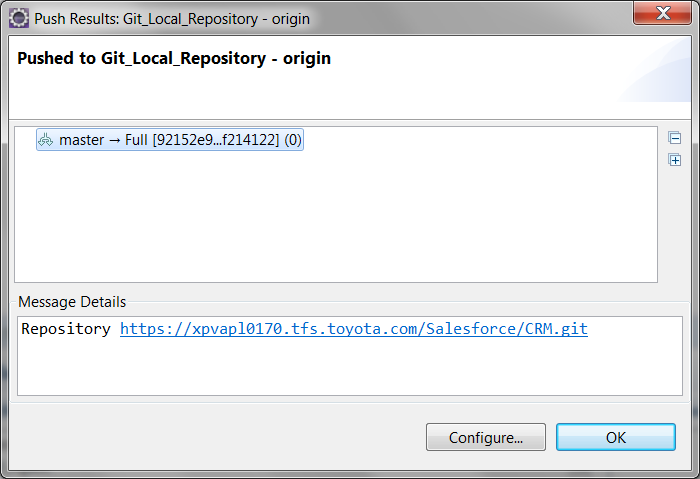 Push Results: Git_Local_Repository - origin
Pushed to Git_Local_Repository - origin
master → Full [92152e9...f214122] (0)
Message Details
Repository https://xpvapl0170.tfs.toyota.com/Salesforce/CRM.git
Configure... OK